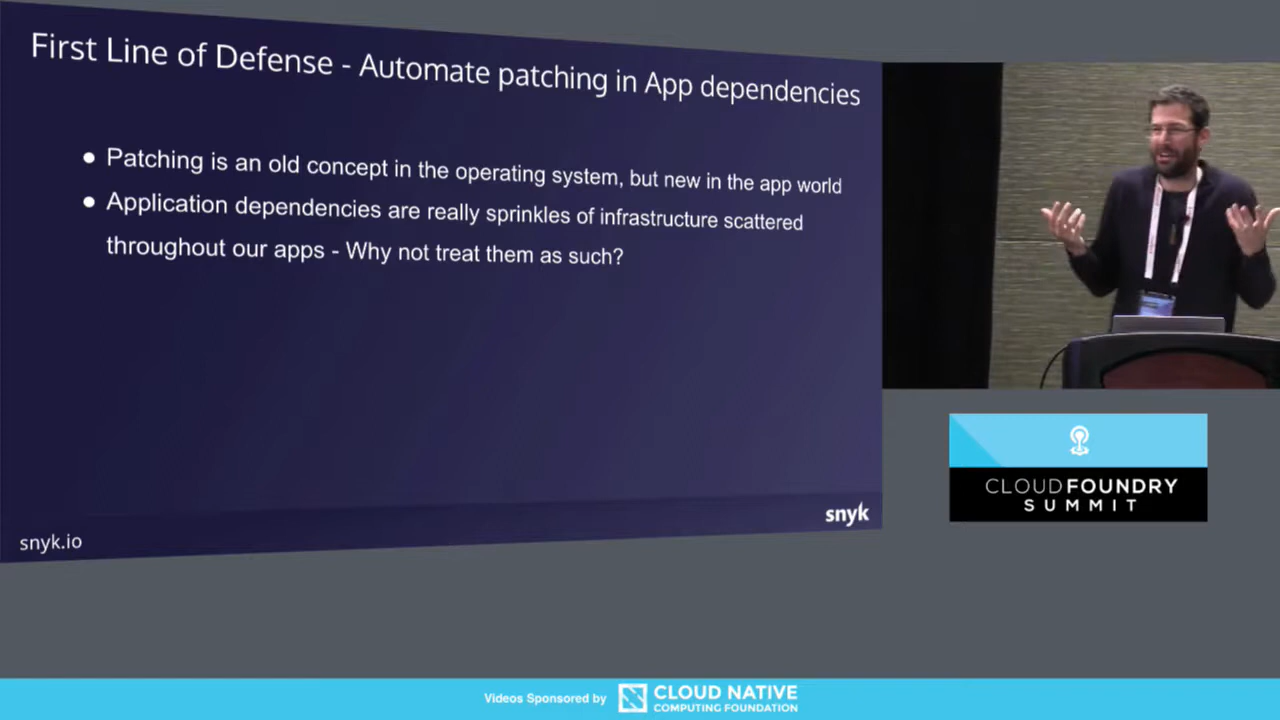 First Line of Defense - Automate patching in App dependencies
● Patching is an old concept in the operating system, but new in the app world
● Application dependencies are really sprinkles of infrastructure scattered
throughout our apps - Why not treat them as such?
snyk
snyk.io
CLOUDFOUNDRY
SUMMIT
Videos Sponsored by
CLOUD NATIVE
COMPUTING FOUNDATION